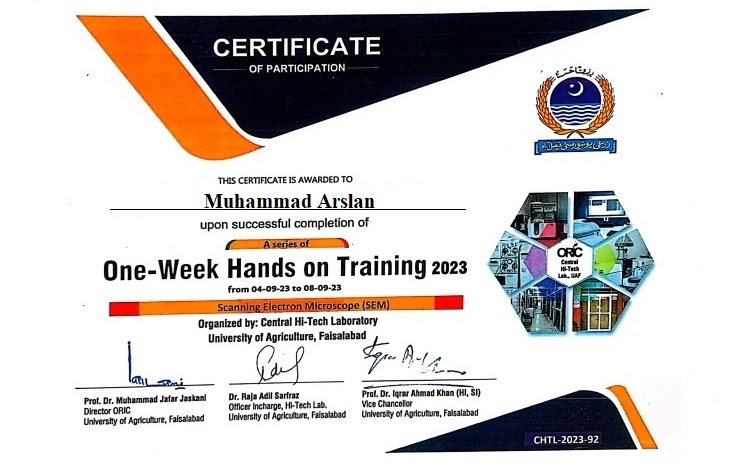 CERTIFICATE
OF PARTICIPATION
THIS CERTIFICATE IS AWARDED TO
Muhammad Arslan
upon successful completion of
A series of
One-Week Hands on Training 2023
from 04-09-23 to 08-09-23
Scanning Electron Microscope (SEM)
Organized by: Central Hi-Tech Laboratory
University of Agriculture, Faisalabad
ORIC
Central
Hi-Tech
Lab., UAF
Prof. Dr. Muhammad Jafar Jaskani
Director ORIC
University of Agriculture, Faisalabad
Dr. Raja Adil Sarfraz
Officer Incharge, Hi-Tech Lab.
University of Agriculture, Faisalabad
Prof. Dr. Iqrar Ahmad Khan (HI, SI)
Vice Chancellor
University of Agriculture, Faisalabad
CHTL-2023-92